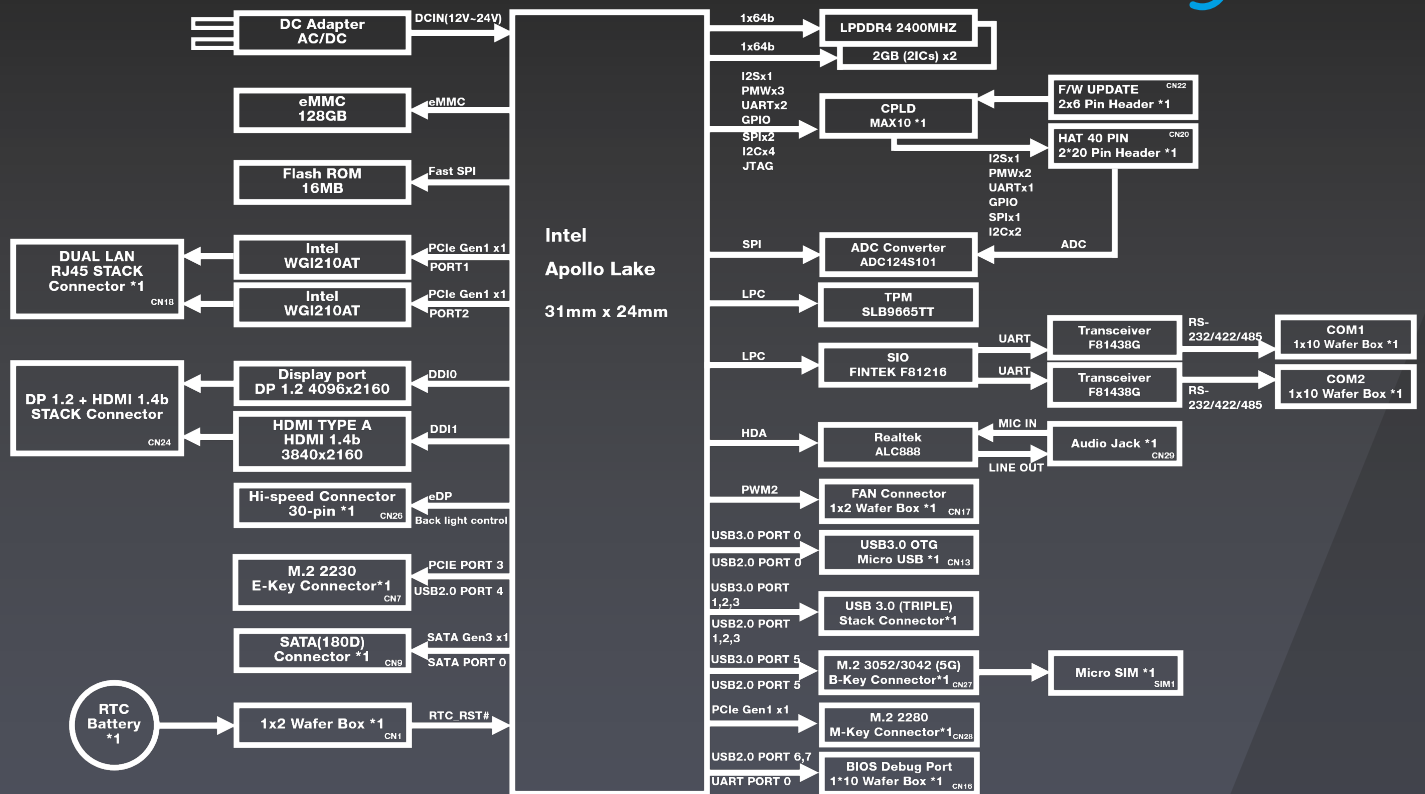 DC Adapter
AC/DC
DCIN(12V~24V)
eMMC
128GB
eMMC
Flash ROM
16MB
Fast SPI
DUAL LAN
RJ45 STACK
Connector *1
CN18
Intel
WGI210AT
PCIe Gen1 x1
PORT1
Intel
WGI210AT
PCIe Gen1 x1
PORT2
DP 1.2 + HDMI 1.4b
STACK Connector
CN24
Display port
DP 1.2 4096x2160
DDI0
HDMI TYPE A
HDMI 1.4b
3840x2160
DDI1
Hi-speed Connector
30-pin *1
CN26
eDP
Back light control
M.2 2230
E-Key Connector*1
CN7
PCIE PORT 3
USB2.0 PORT 4
SATA(180D)
Connector *1
CN9
SATA Gen3 x1
SATA PORT 0
RTC
Battery
*1
1x2 Wafer Box *1
CN1
RTC_RST#
Intel
Apollo Lake
31mm x 24mm
1x64b
LPDDR4 2400MHZ
1x64b
2GB (2ICs) x2
I2Sx1
PMWx3
UARTx2
GPIO
SPIx2
I2Cx4
JTAG
CPLD
MAX10 *1
F/W UPDATE
CN22
2x6 Pin Header *1
HAT 40 PIN
CN20
2*20 Pin Header *1
I2Sx1
PMWx2
UARTx1
GPIO
SPIx1
I2Cx2
SPI
ADC Converter
ADC124S101
ADC
LPC
TPM
SLB9665TT
LPC
SIO
FINTEK F81216
UART
Transceiver
F81438G
RS-
232/422/485
COM1
1x10 Wafer Box *1
UART
Transceiver
F81438G
RS-
232/422/485
COM2
1x10 Wafer Box *1
HDA
Realtek
ALC888
MIC IN
LINE OUT
Audio Jack *1
CN29
PWM2
FAN Connector
1x2 Wafer Box *1
CN17
USB3.0 PORT 0
USB2.0 PORT 0
USB3.0 OTG
Micro USB *1
CN13
USB3.0 PORT
1,2,3
USB2.0 PORT
1,2,3
USB 3.0 (TRIPLE)
Stack Connector*1
USB3.0 PORT 5
USB2.0 PORT 5
M.2 3052/3042 (5G)
B-Key Connector*1
CN27
Micro SIM *1
SIM1
PCIe Gen1 x1
M.2 2280
M-Key Connector*1
CN28
USB2.0 PORT 6,7
UART PORT 0
BIOS Debug Port
1*10 Wafer Box *1
CN16